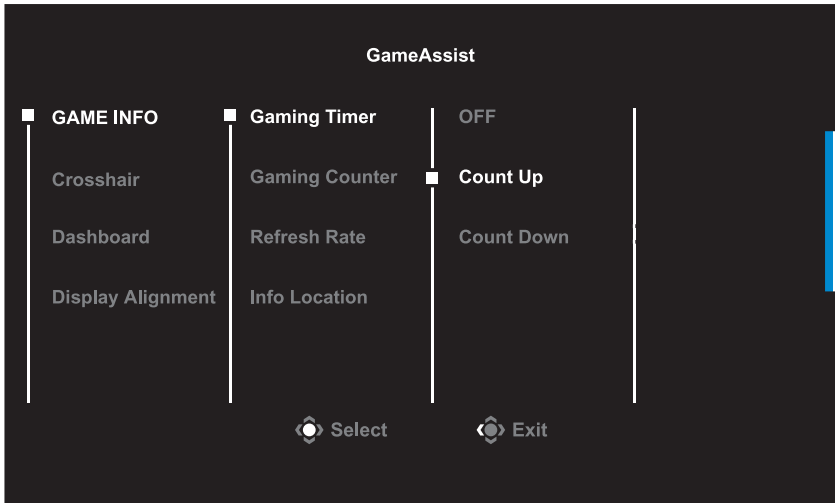 GameAssist
GAME INFO
Gaming Timer
OFF
Crosshair
Gaming Counter
Count Up
Dashboard
Refresh Rate
Count Down
Display Alignment
Info Location
Select
Exit